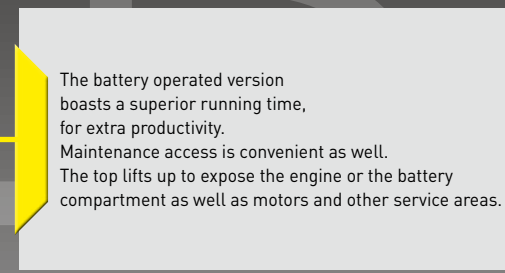 The battery operated version
boasts a superior running time,
for extra productivity.
Maintenance access is convenient as well.
The top lifts up to expose the engine or the battery
compartment as well as motors and other service areas.